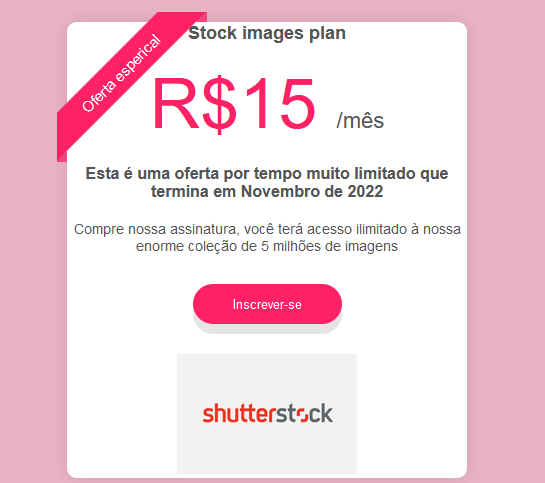 Stock images plan
Oferta esperical
R$15 /mês
Esta é uma oferta por tempo muito limitado que
termina em Novembro de 2022
Compre nossa assinatura, você terá acesso ilimitado à nossa
enorme coleção de 5 milhões de imagens
Inscrever-se
shutterstock